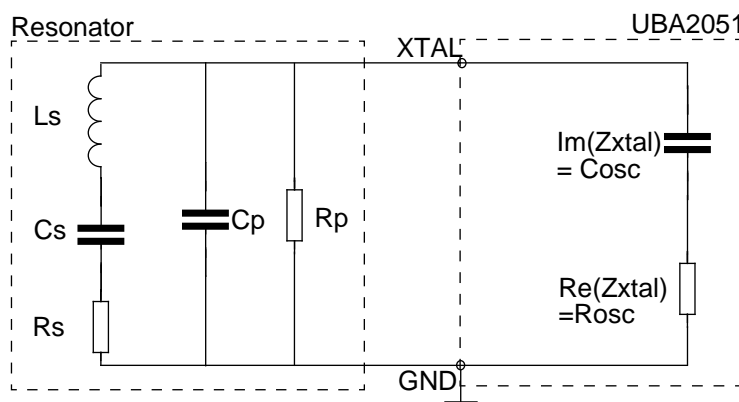 Resonator
UBA2051
XTAL
Ls
Im(Zxtal)
= Cosc
Cs
Cp
Rp
Re(Zxtal)
=Rosc
Rs
GND